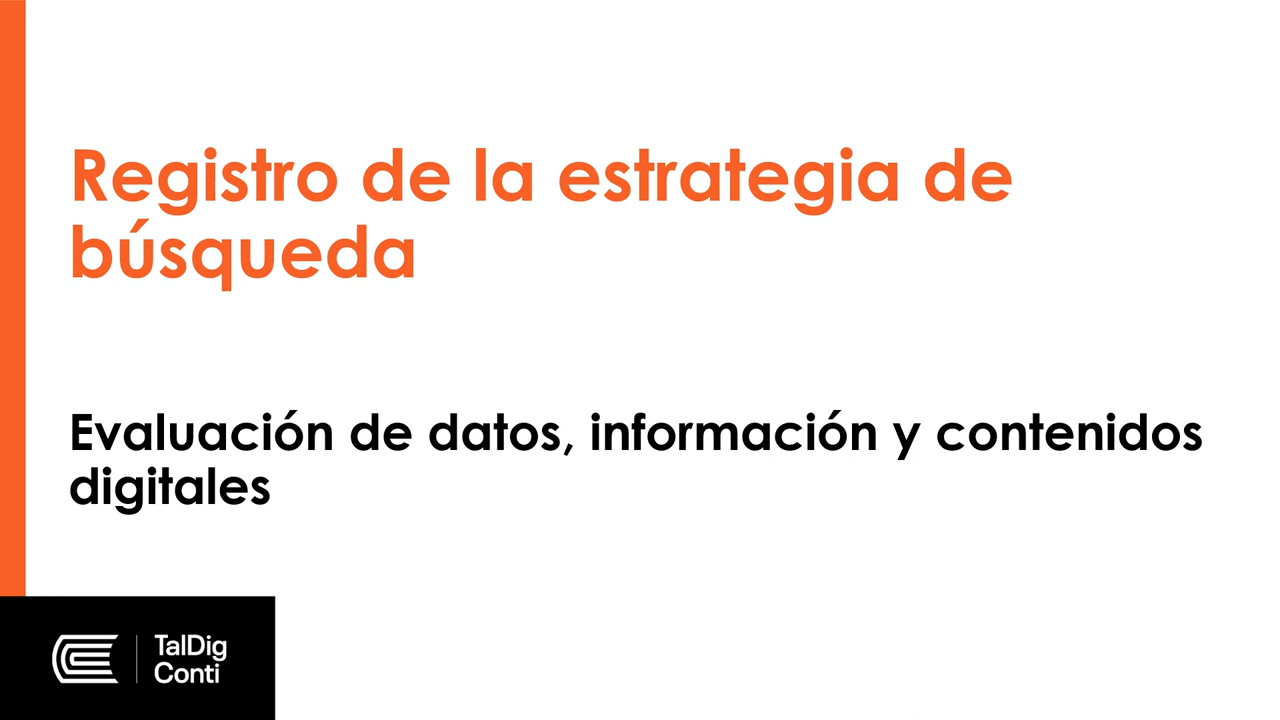 Registro de la estrategia de
búsqueda
Evaluación de datos, información y contenidos
digitales
TalDig
Conti